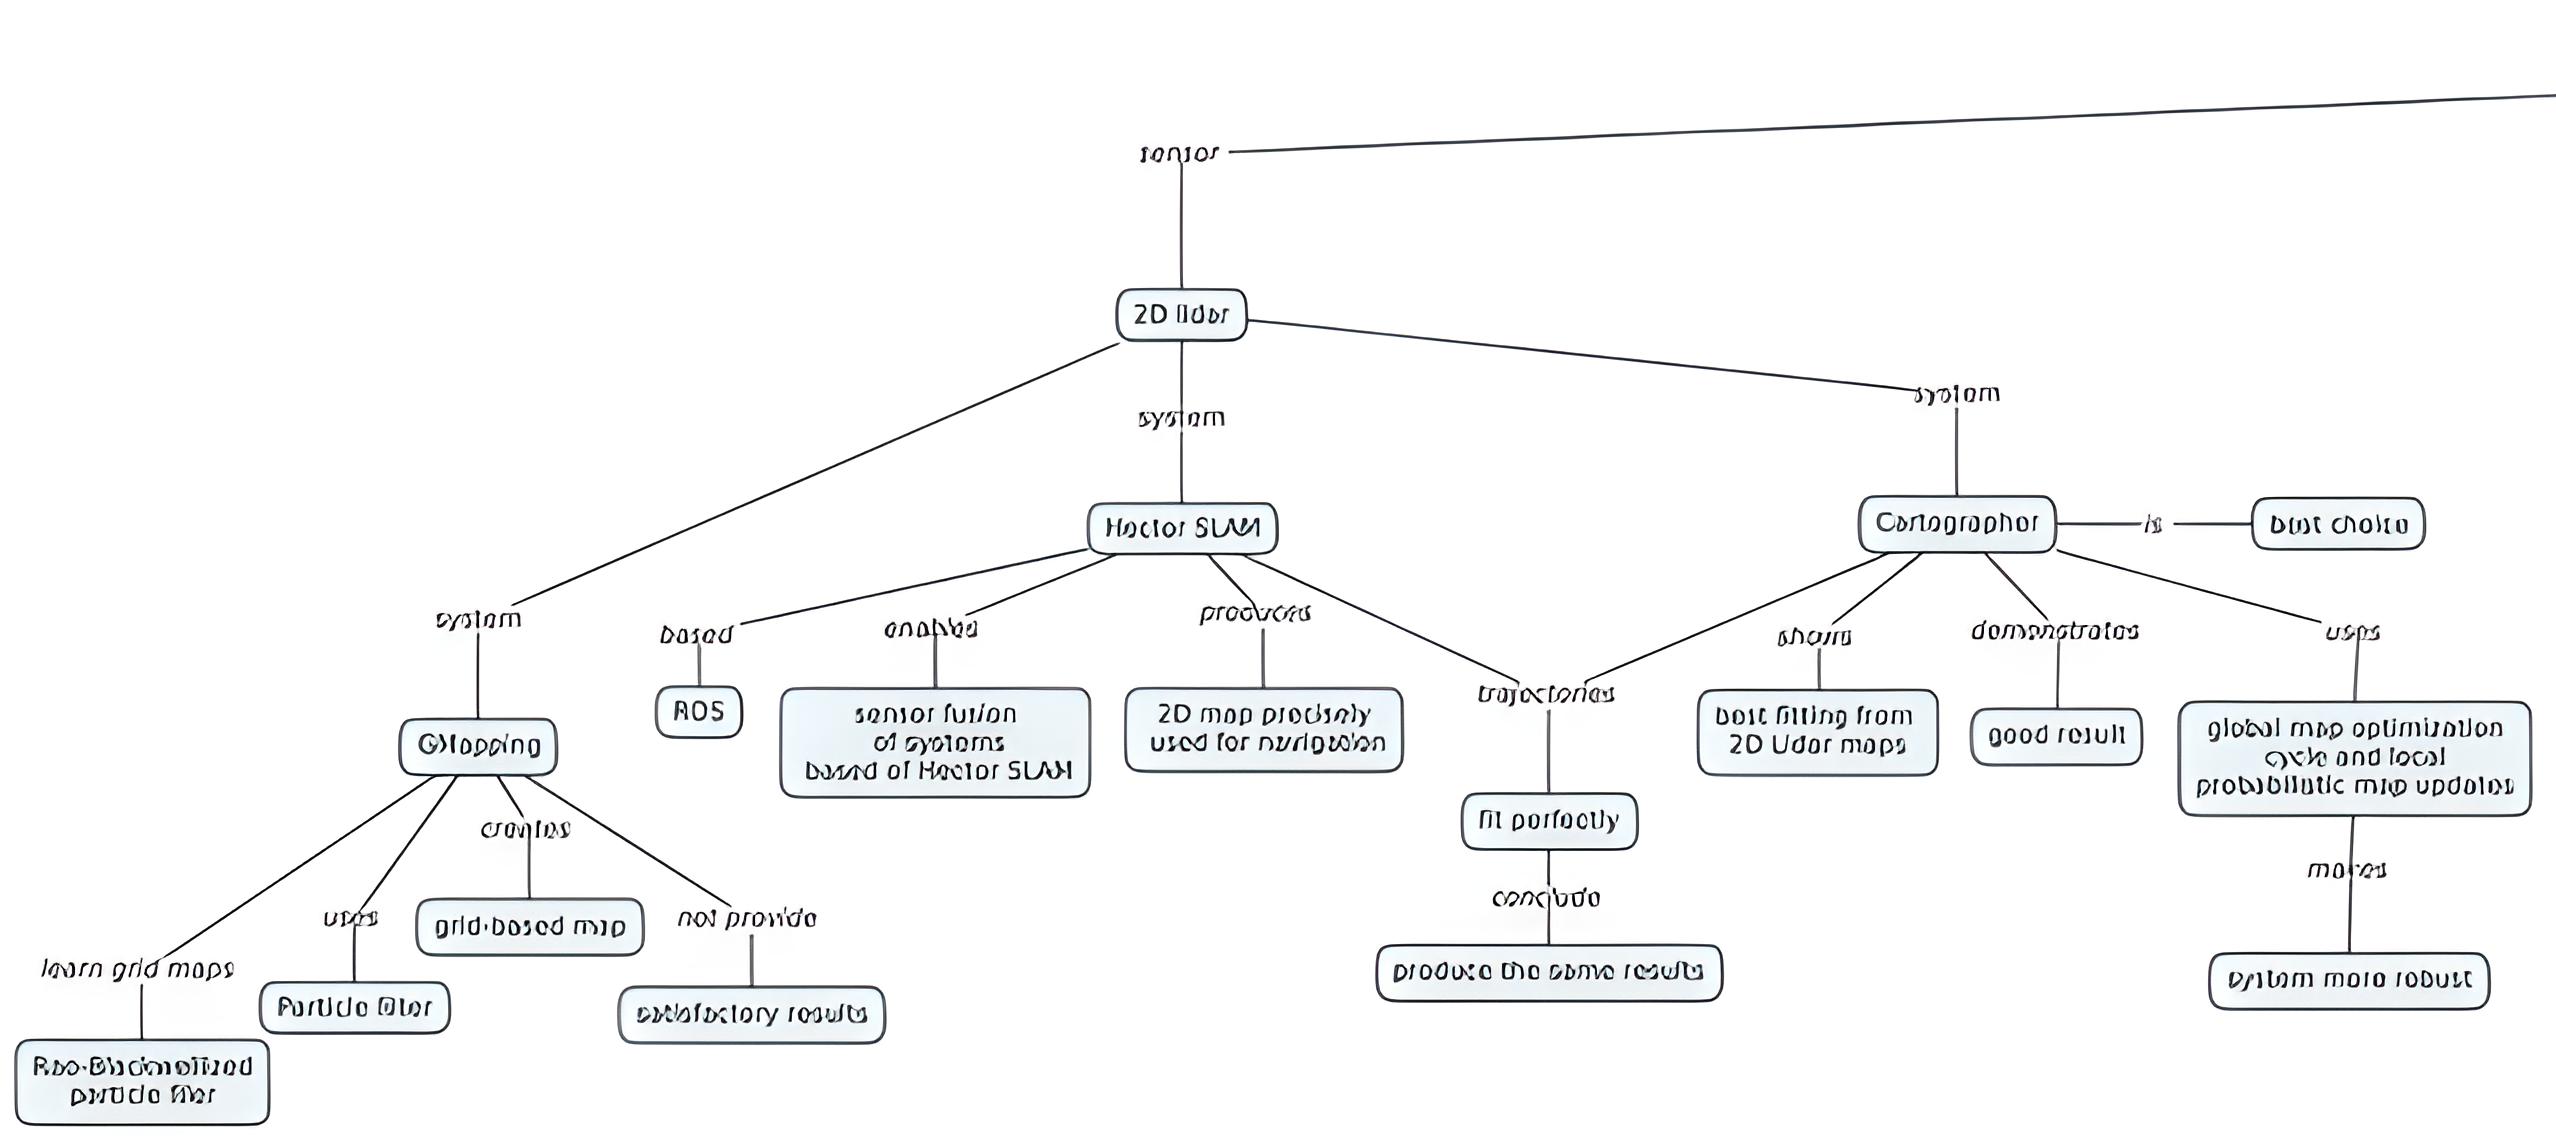 sensor
2D lidar
system
system
Hector SLAM
Cartographer
is
best choice
system
based
enables
produces
shows
demonstrates
uses
trajectories
ROS
sensor fusion
of systems
based of Hector SLAM
2D map precisely
used for navigation
best fitting from
2D Lidar maps
good result
global map optimization
cycle and local
probabilistic map updates
GMapping
creates
fit perfectly
makes
conclude
uses
grid-based map
not provide
learn grid maps
Particle filter
satisfactory results
produce the same results
system more robust
Rao-Blackwellized
particle filter